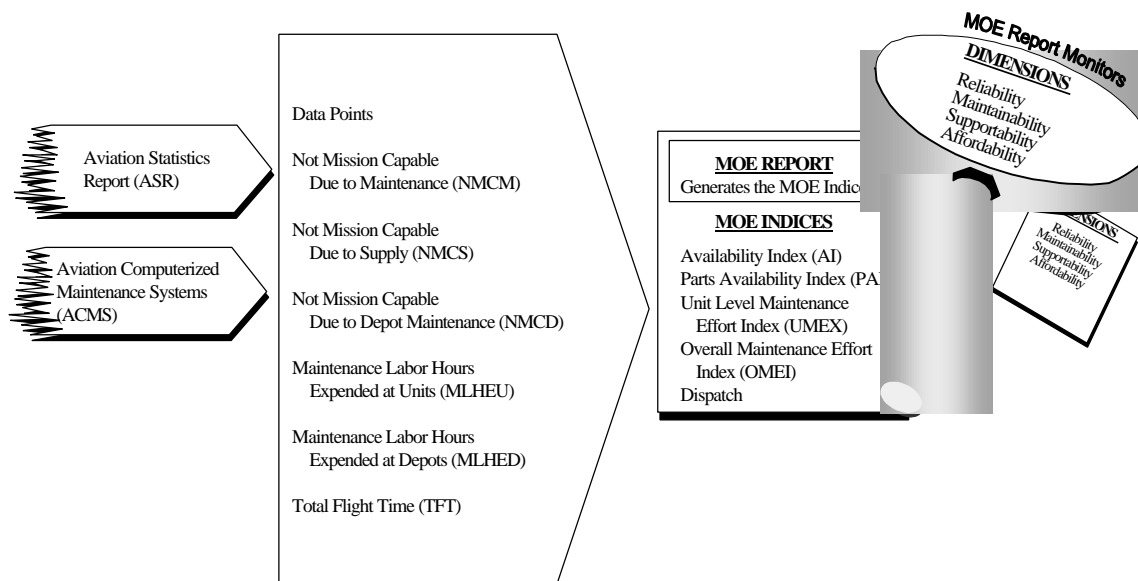 Aviation Statistics
Report (ASR)
Aviation Computerized
Maintenance Systems
(ACMS)
Data Points
Not Mission Capable
Due to Maintenance (NMCM)
Not Mission Capable
Due to Supply (NMCS)
Not Mission Capable
Due to Depot Maintenance (NMCD)
Maintenance Labor Hours
Expended at Units (MLHEU)
Maintenance Labor Hours
Expended at Depots (MLHED)
Total Flight Time (TFT)
MOE REPORT
Generates the MOE
MOE INDICES
Availability Index (AI)
Parts Availability Index
Unit Level Maintenance
Effort Index (UMEX)
Overall Maintenance Effort
Index (OMEI)
Dispatch
MOE Report Monitors
DIMENSIONS
Reliability
Maintainability
Supportability
Affordability
Reliability
Maintainability
Supportability
Affordability